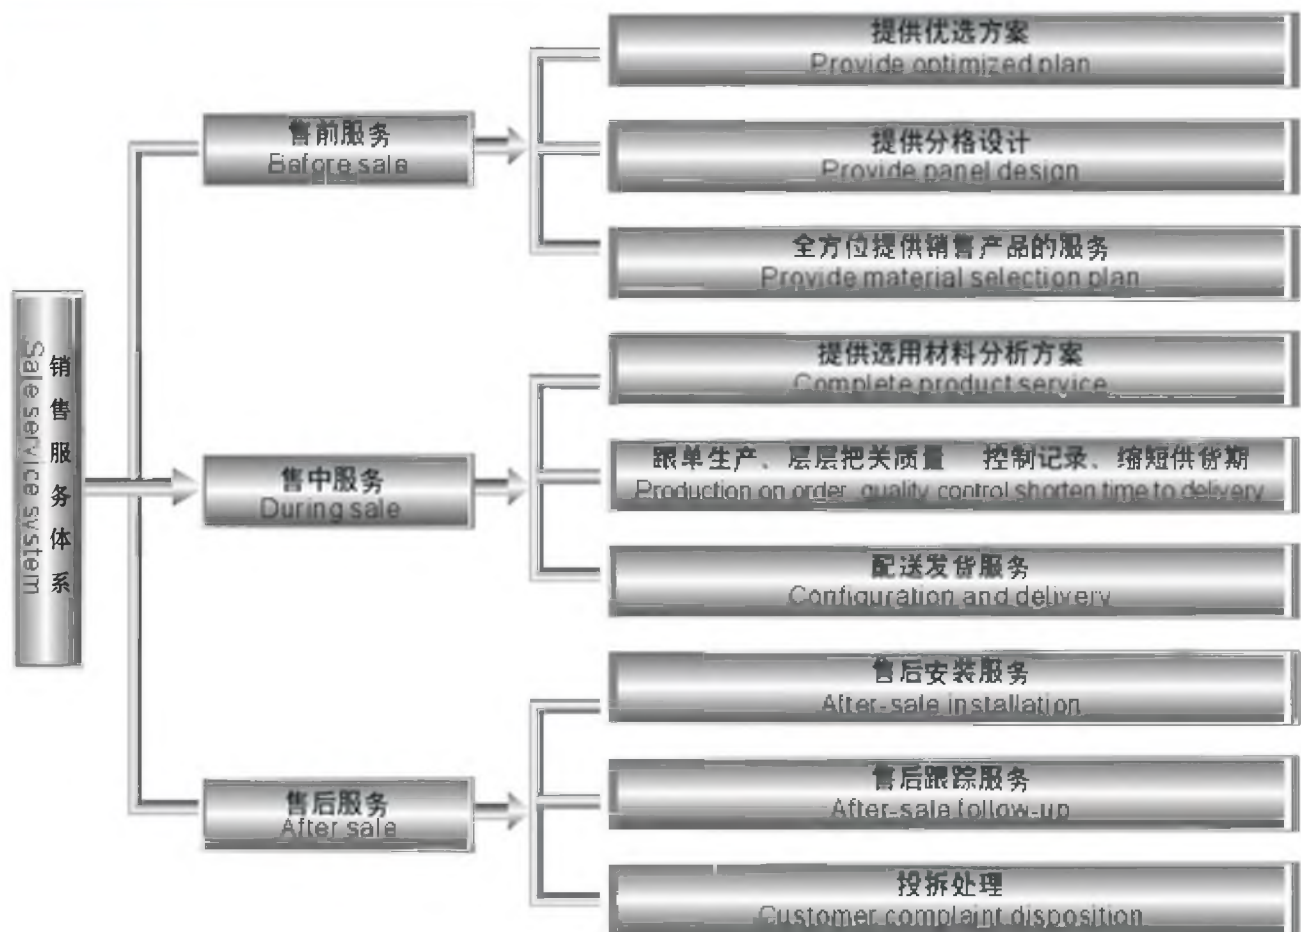 销售服务体系
Sale service system
售前服务
Before sale
提供优选方案
Provide optimized plan
提供分格设计
Provide panel design
全方位提供销售产品的服务
Provide material selection plan
售中服务
During sale
提供选用材料分析方案
Complete product service
跟单生产、层层把关质量 控制记录、缩短供货期
Production on order, quality control shorten time to delivery
配送发货服务
Configuration and delivery
售后服务
After sale
售后安装服务
After-sale installation
售后跟踪服务
After-sale follow-up
投拆处理
Customer complaint disposition